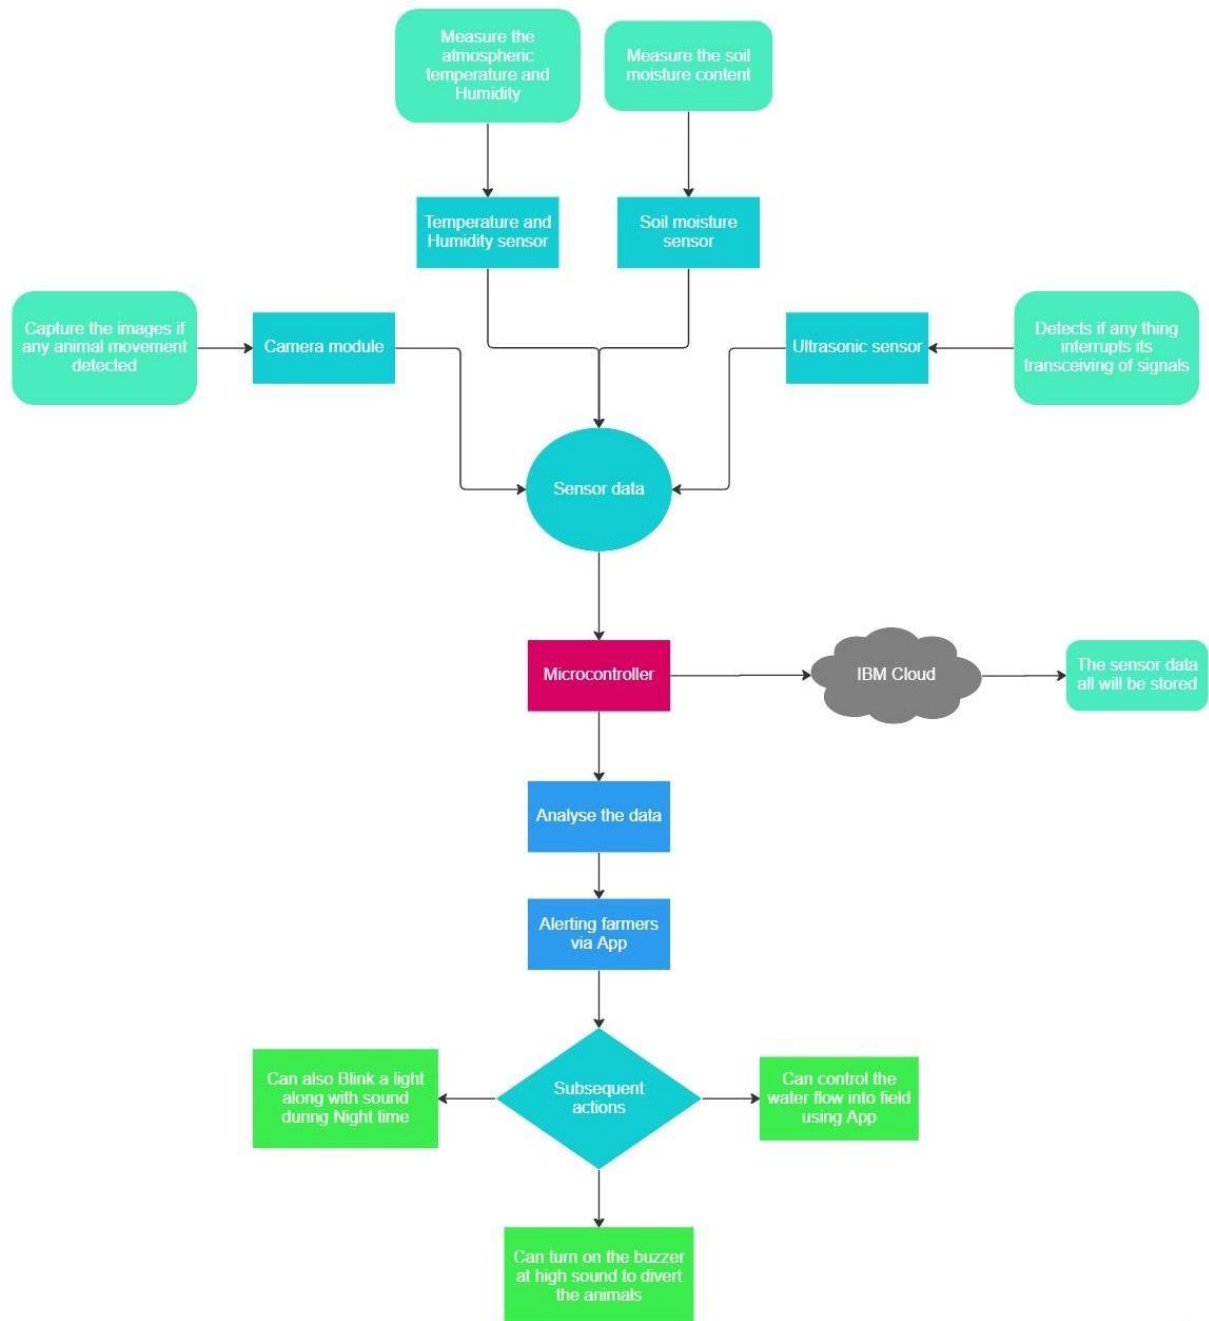 Measure the
atmospheric
temperature and
Humidity
Measure the soil
moisture content
Temperature and
Humidity sensor
Soil moisture
sensor
Capture the images if
any animal movement
detected
Camera module
Ultrasonic sensor
Detects if any thing
interrupts its
transceiving of signals
Sensor data
Microcontroller
IBM Cloud
The sensor data
all will be stored
Analyse the data
Alerting farmers
via App
Subsequent
actions
Can also Blink a light
along with sound
during Night time
Can control the
water flow into field
using App
Can turn on the buzzer
at high sound to divert
the animals